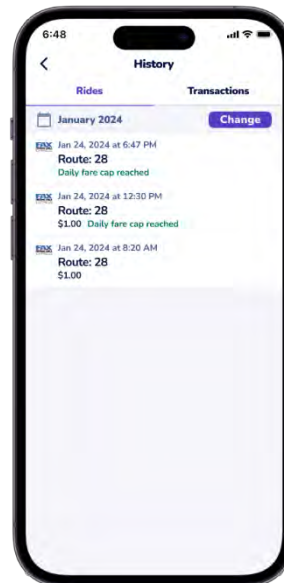 6:48
History
Rides Transactions
January 2024 Change
Jan 24, 2024 at 6:47 PM
Route: 28
Daily fare cap reached
Jan 24, 2024 at 12:30 PM
Route: 28
$1.00 Daily fare cap reached
Jan 24, 2024 at 8:20 AM
Route: 28
$1.00